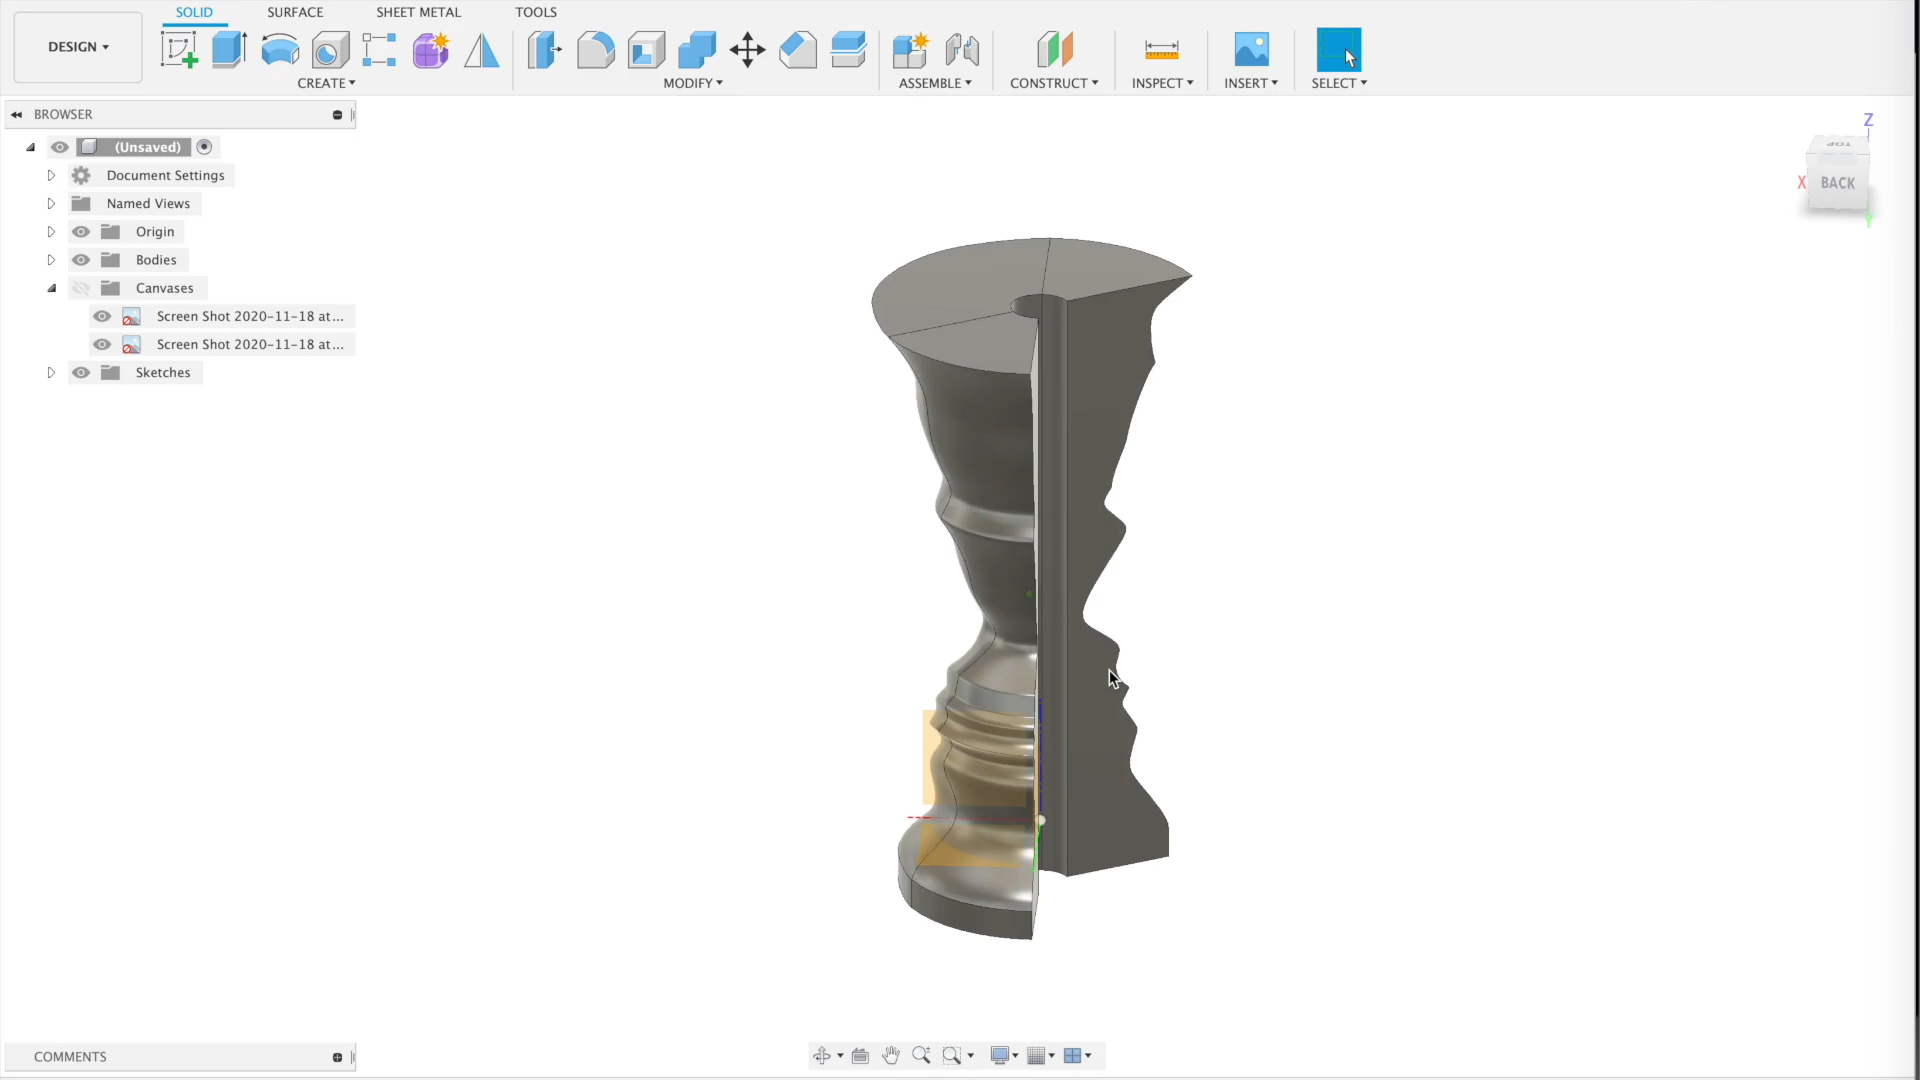 SOLID SURFACE SHEET METAL TOOLS
DESIGN
CREATE MODIFY ASSEMBLE CONSTRUCT INSPECT INSERT SELECT
BROWSER
(Unsaved)
Document Settings
Named Views
Origin
Bodies
Canvases
Screen Shot 2020-11-18 at...
Screen Shot 2020-11-18 at...
Sketches
Z
TOP
X BACK
Y
COMMENTS